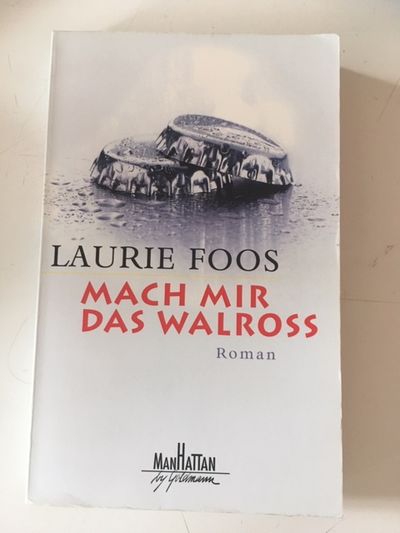 LAURIE FOOS
MACH MIR
DAS WALROSS
Roman
MANHATTAN
by Goldmann